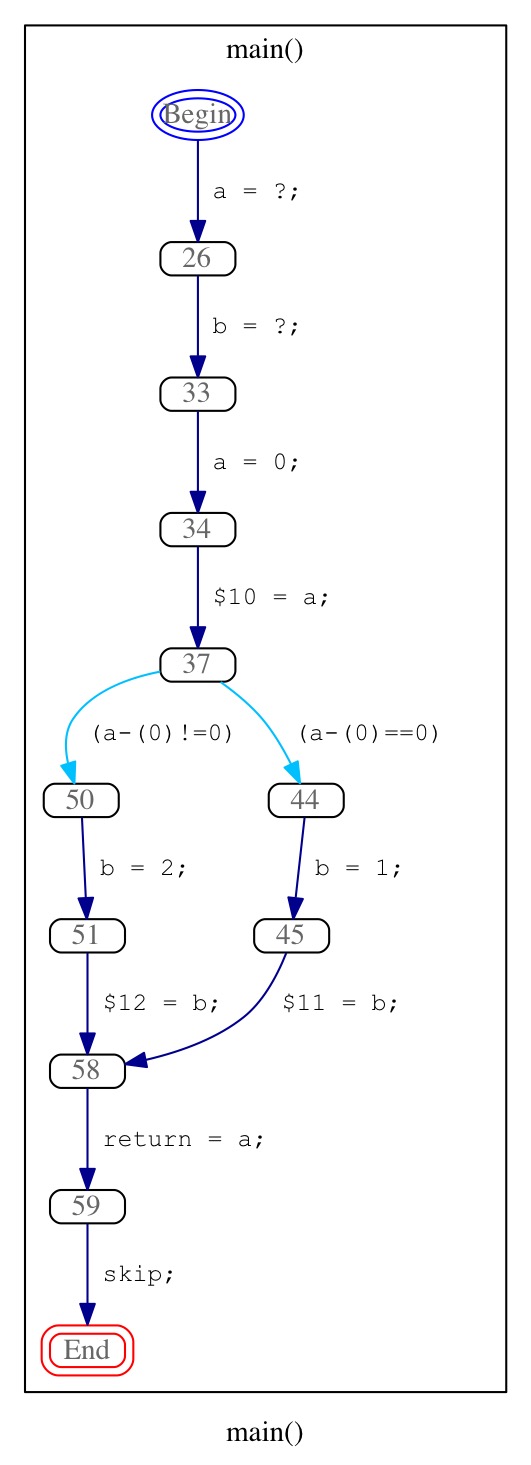 main()
Begin
a = ?;
26
b = ?;
33
a = 0;
34
$10 = a;
37
(a-(0)!=0) (a-(0)==0)
50 44
b = 2; b = 1;
51 45
$12 = b; $11 = b;
58
return = a;
59
skip;
End
main()